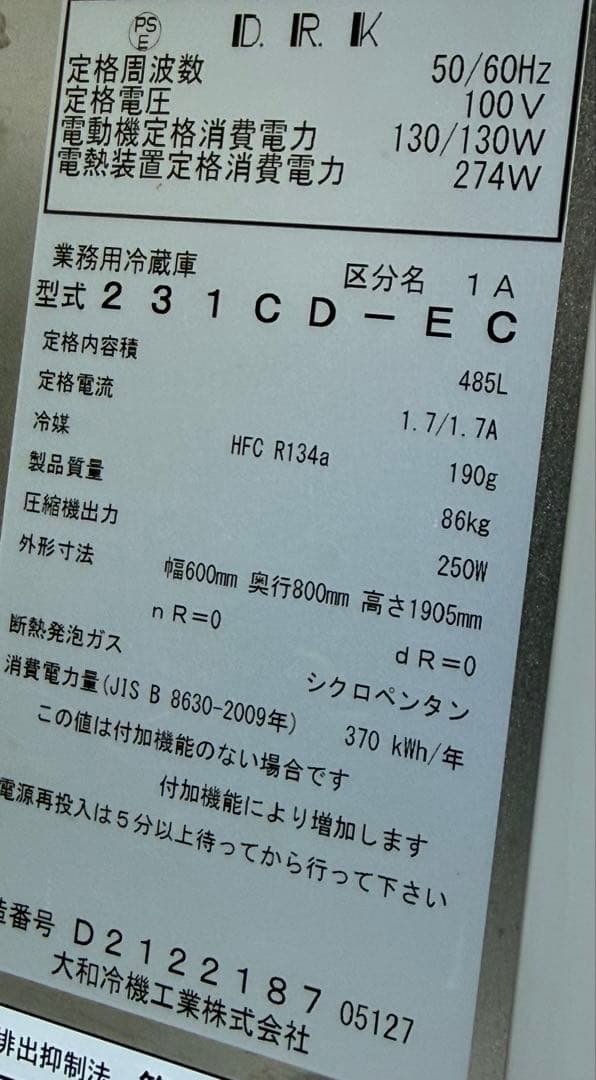 PS
E
D.R.K
定格周波数 50/60Hz
定格電圧 100V
電動機定格消費電力 130/130W
電熱装置定格消費電力 274W
業務用冷蔵庫 区分名 1A
型式 231CD-EC
定格内容積 485L
定格電流 1.7/1.7A
冷媒 HFC R134a 190g
製品質量 86kg
圧縮機出力 250W
外形寸法 幅600mm 奥行800mm 高さ1905mm
nR=0 dR=0
断熱発泡ガス シクロペンタン
消費電力量(JIS B 8630-2009年) 370 kWh/年
この値は付加機能のない場合です
付加機能により増加します
電源再投入は5分以上待ってから行って下さい
造番号 D2122187 05127
大和冷機工業株式会社
排出抑制法